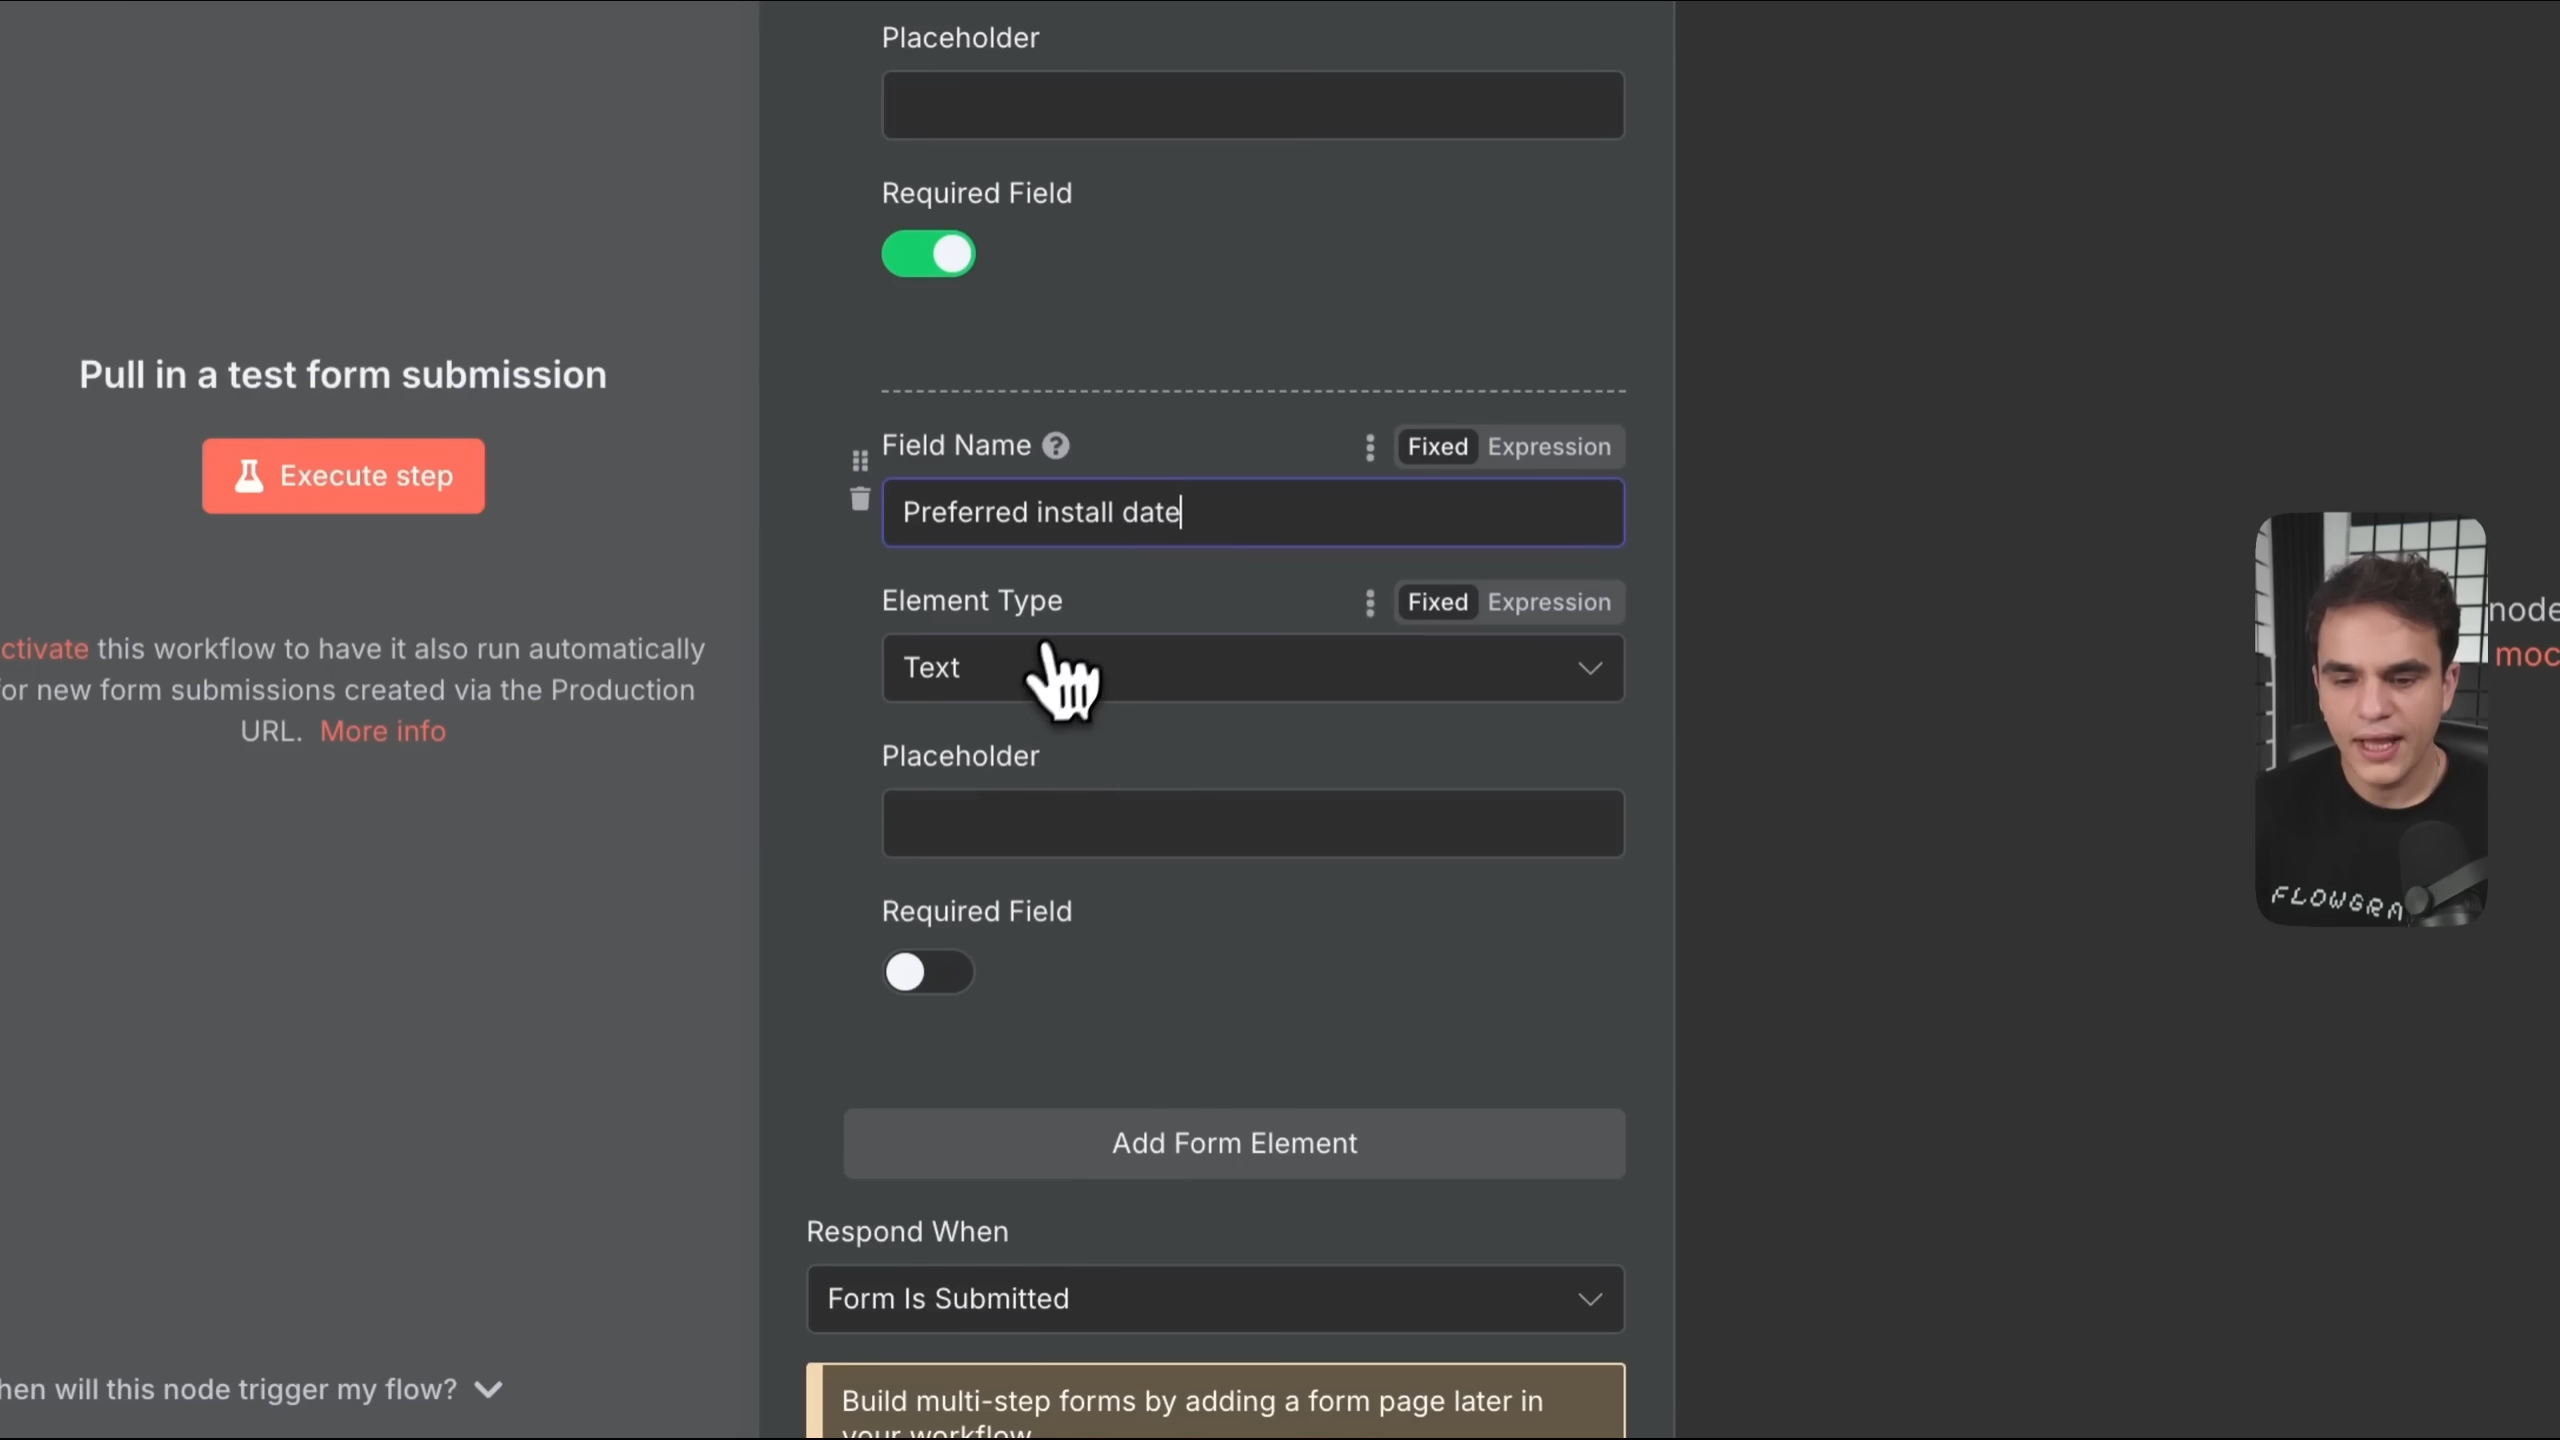 Placeholder
Required Field
Pull in a test form submission
Execute step
ctivate this workflow to have it also run automatically
or new form submissions created via the Production
URL. More info
hen will this node trigger my flow?
Field Name
Fixed Expression
Preferred install date
Element Type
Fixed Expression
Text
Placeholder
Required Field
Add Form Element
Respond When
Form Is Submitted
Build multi-step forms by adding a form page later in
your workflow
node
moc
FLOWGRA